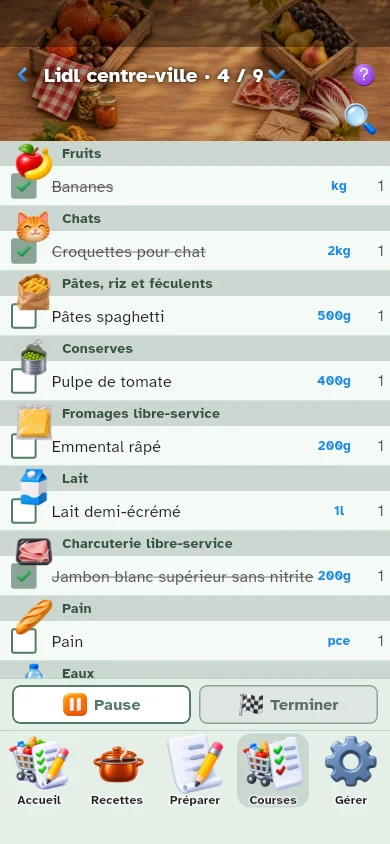 Lidl centre-ville · 4 / 9
?
Fruits
Bananes kg 1
Chats
Croquettes pour chat 2kg 1
Pâtes, riz et féculents
Pâtes spaghetti 500g 1
Conserves
Pulpe de tomate 400g 1
Fromages libre-service
Emmental râpé 200g 1
Lait
Lait demi-écrémé 1l 1
Charcuterie libre-service
Jambon blanc supérieur sans nitrite 200g 1
Pain
Pain pce 1
Eaux
Pause Terminer
Accueil Recettes Préparer Courses Gérer